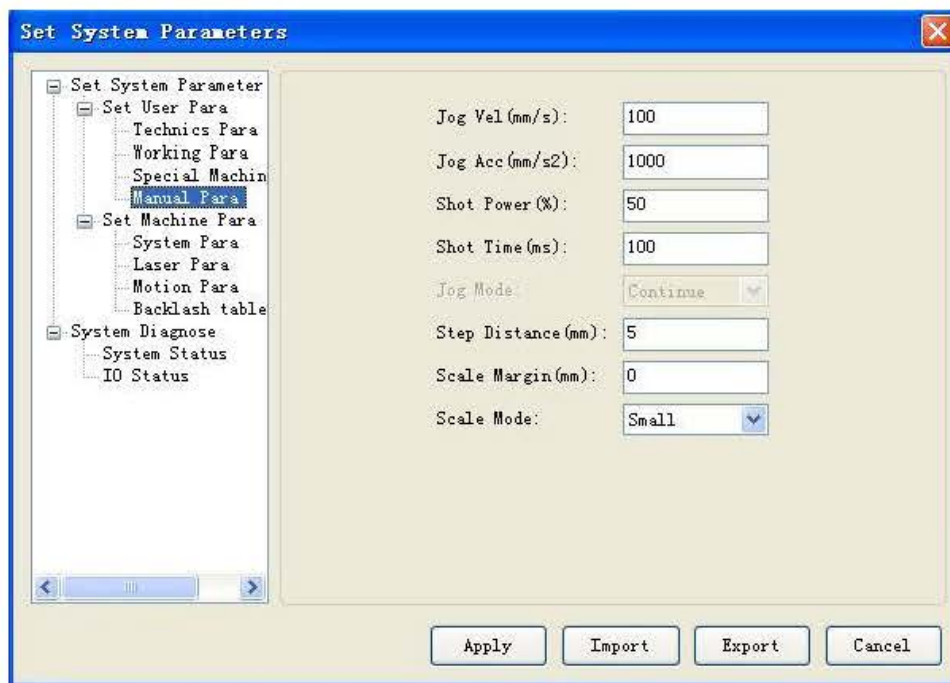 Set System Parameters
Set System Parameter
Set User Para
Technics Para
Working Para
Special Machin
Manual Para
Set Machine Para
System Para
Laser Para
Motion Para
Backlash table
System Diagnose
System Status
IO Status
Jog Vel(mm/s): 100
Jog Acc(mm/s2): 1000
Shot Power(%): 50
Shot Time(ms): 100
Jog Mode: Continue
Step Distance(mm): 5
Scale Margin(mm): 0
Scale Mode: Small
Apply Import Export Cancel